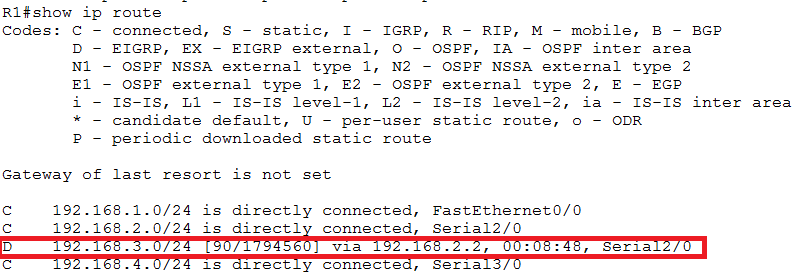 R1#show ip route
Codes: C - connected, S - static, I - IGRP, R - RIP, M - mobile, B - BGP
D - EIGRP, EX - EIGRP external, O - OSPF, IA - OSPF inter area
N1 - OSPF NSSA external type 1, N2 - OSPF NSSA external type 2
E1 - OSPF external type 1, E2 - OSPF external type 2, E - EGP
i - IS-IS, L1 - IS-IS level-1, L2 - IS-IS level-2, ia - IS-IS inter area
* - candidate default, U - per-user static route, o - ODR
P - periodic downloaded static route
Gateway of last resort is not set
C 192.168.1.0/24 is directly connected, FastEthernet0/0
C 192.168.2.0/24 is directly connected, Serial2/0
D 192.168.3.0/24 [90/1794560] via 192.168.2.2, 00:08:48, Serial2/0
C 192.168.4.0/24 is directly connected, Serial3/0